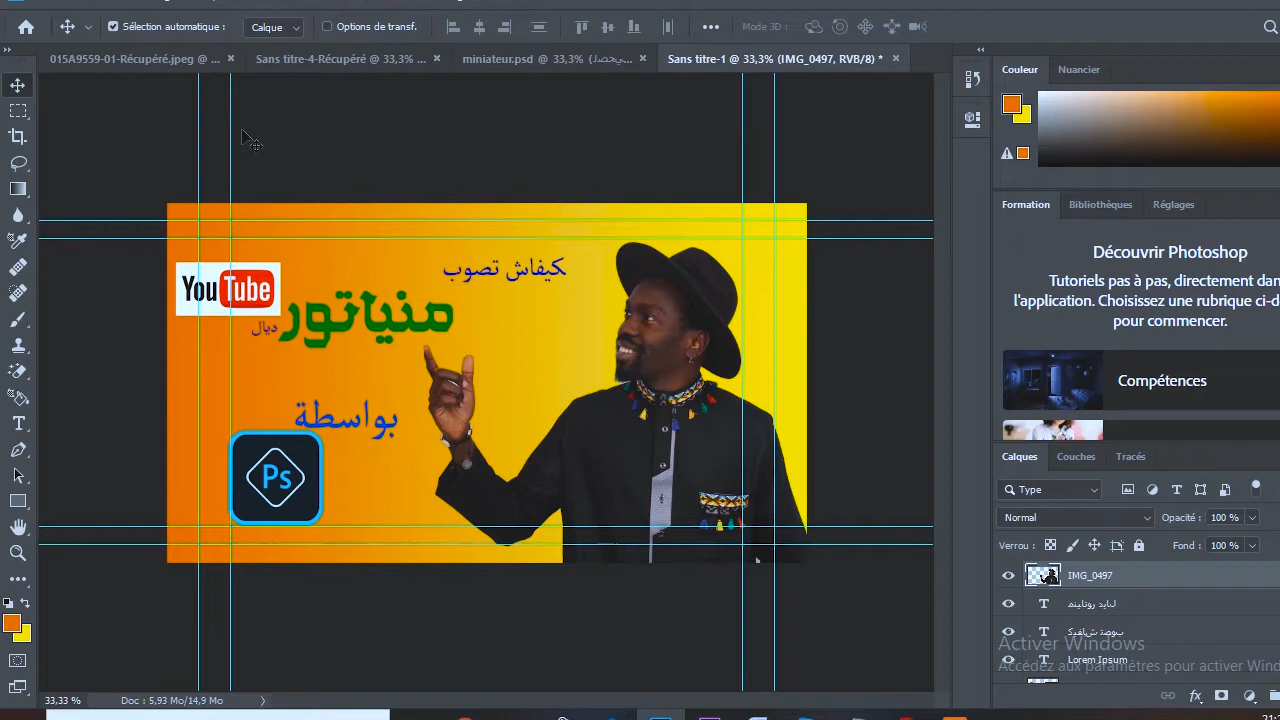 Sélection automatique :
Calque
Options de transf.
Mode 3D :
015A9559-01-Récupéré.jpeg @ ...
Sans titre-4-Récupéré @ 33,3% ...
miniateur.psd @ 33,3%
Sans titre-1 @ 33,3% (IMG_0497, RVB/8) *
Couleur
Nuancier
Formation
Bibliothèques
Réglages
Découvrir Photoshop
Tutoriels pas à pas, directement dan
l'application. Choisissez une rubrique ci-dess
pour commencer.
Compétences
كيفاش تصوب
YouTube
منياتور
ديال
بواسطة
Ps
Calques
Couches
Tracés
Type
Normal
Opacité : 100 %
Verrou :
Fond : 100 %
IMG_0497
Lorem Ipsum
Activer Windows
Accédez aux paramètres pour activer Wind
33,33 %
Doc : 5,93 Mo/14,9 Mo